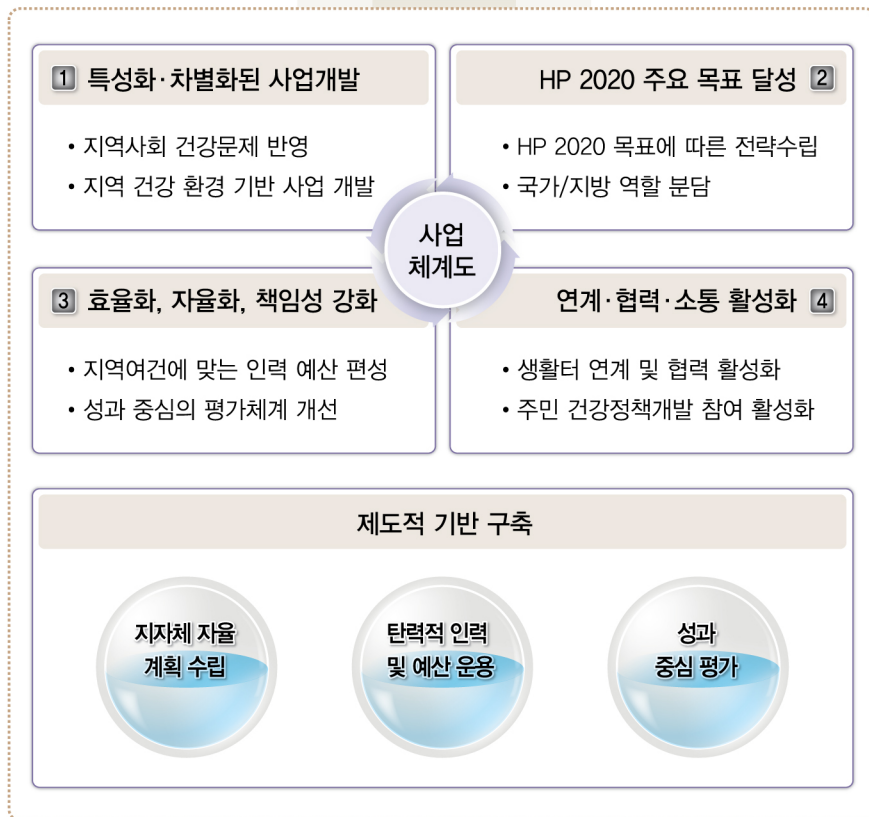 1 특성화·차별화된 사업개발
• 지역사회 건강문제 반영
• 지역 건강 환경 기반 사업 개발
HP 2020 주요 목표 달성 2
• HP 2020 목표에 따른 전략수립
• 국가/지방 역할 분담
사업
체계도
3 효율화, 자율화, 책임성 강화
• 지역여건에 맞는 인력 예산 편성
• 성과 중심의 평가체계 개선
연계·협력·소통 활성화 4
• 생활터 연계 및 협력 활성화
• 주민 건강정책개발 참여 활성화
제도적 기반 구축
지자체 자율
계획 수립
탄력적 인력
및 예산 운용
성과
중심 평가